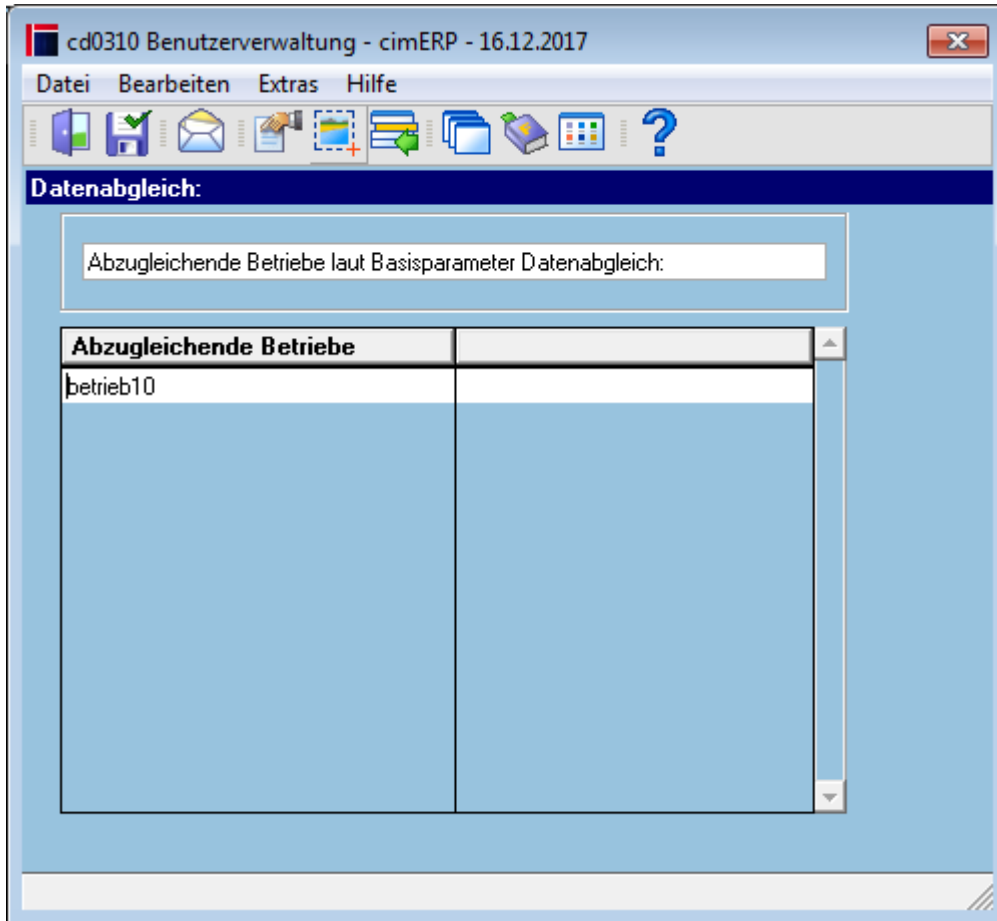 cd0310 Benutzerverwaltung - cimERP - 16.12.2017
Datei Bearbeiten Extras Hilfe
Datenabgleich:
Abzugleichende Betriebe laut Basisparameter Datenabgleich:
Abzugleichende Betriebe
betrieb10